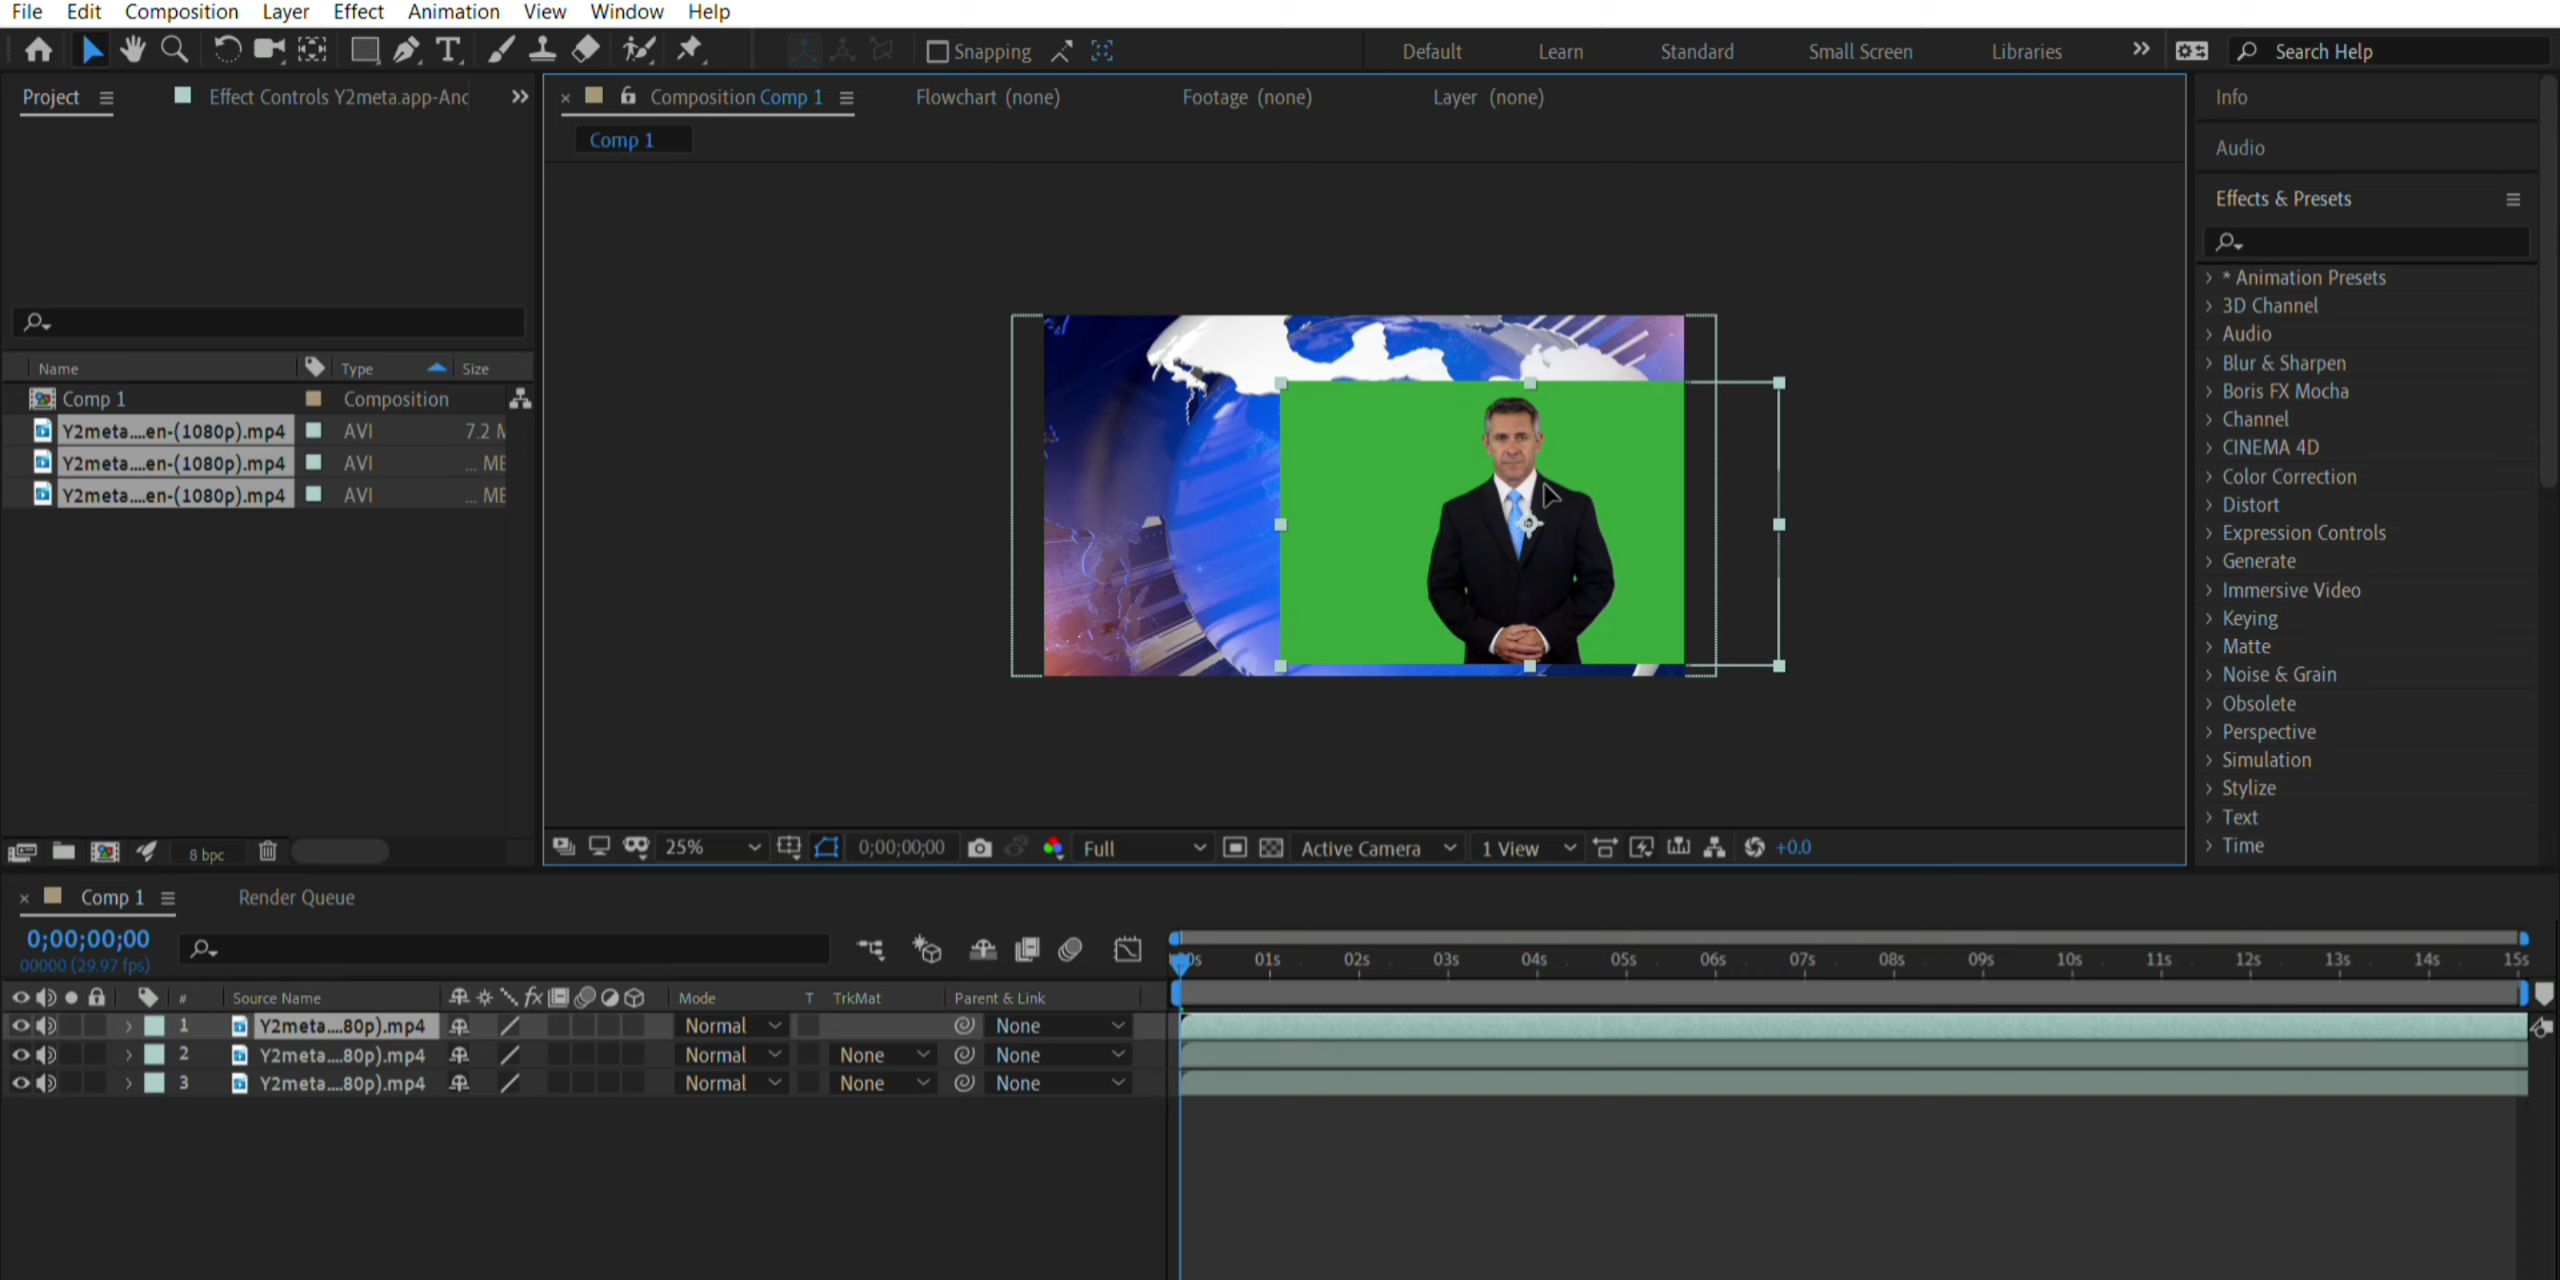 File Edit Composition Layer Effect Animation View Window Help
Snapping Default Learn Standard Small Screen Libraries Search Help
Project Effect Controls Y2meta.app-Anc
Composition Comp 1 Flowchart (none) Footage (none) Layer (none)
Comp 1
Name Type Size
Comp 1 Composition
Y2meta....en-(1080p).mp4 AVI 7.2 M
Y2meta....en-(1080p).mp4 AVI ... ME
Y2meta....en-(1080p).mp4 AVI ... ME
8 bpc
25% 0;00;00;00 Full Active Camera 1 View +0.0
Info
Audio
Effects & Presets
* Animation Presets
3D Channel
Audio
Blur & Sharpen
Boris FX Mocha
Channel
CINEMA 4D
Color Correction
Distort
Expression Controls
Generate
Immersive Video
Keying
Matte
Noise & Grain
Obsolete
Perspective
Simulation
Stylize
Text
Time
Comp 1 Render Queue
0;00;00;00
00000 (29.97 fps)
0s 01s 02s 03s 04s 05s 06s 07s 08s 09s 10s 11s 12s 13s 14s 15s
# Source Name fx Mode T TrkMat Parent & Link
1 Y2meta....80p).mp4 Normal None
2 Y2meta....80p).mp4 Normal None None
3 Y2meta....80p).mp4 Normal None None